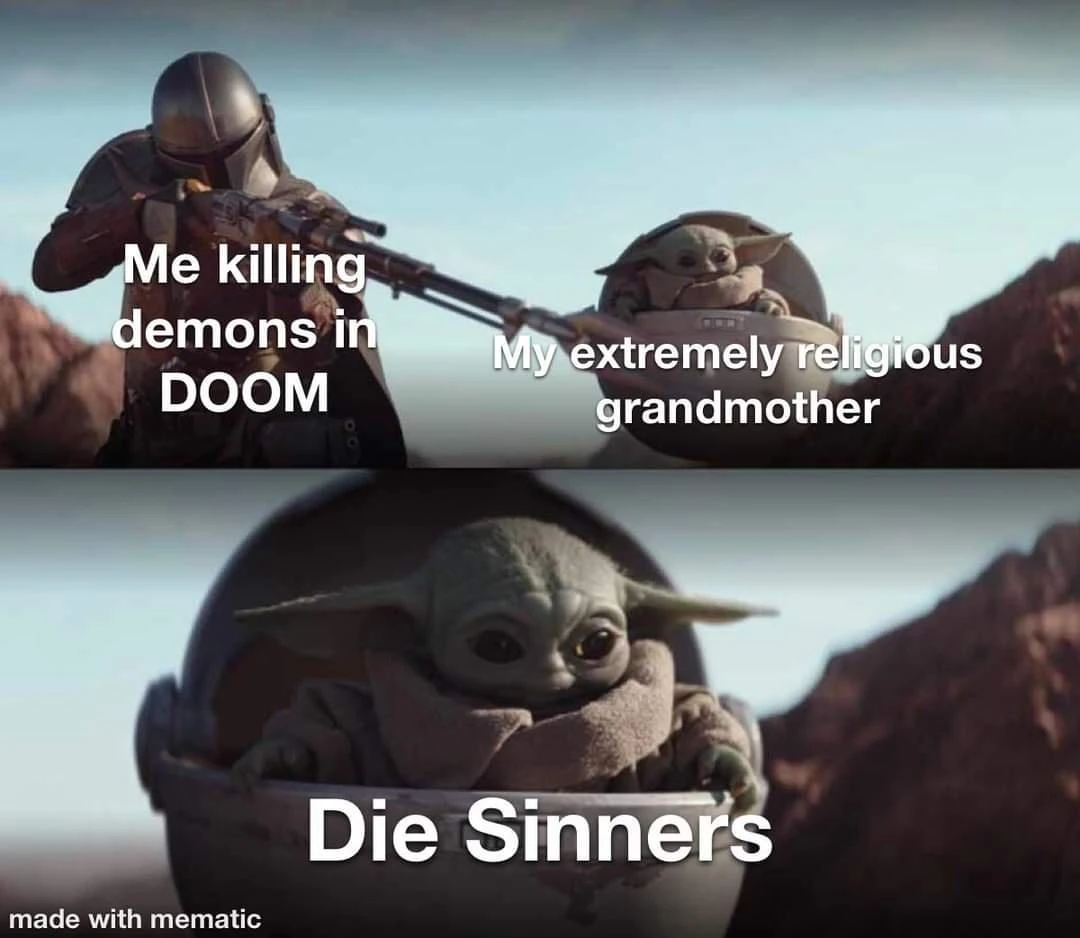 Me killing
demons in
DOOM
My extremely religious
grandmother
Die Sinners
made with mematic